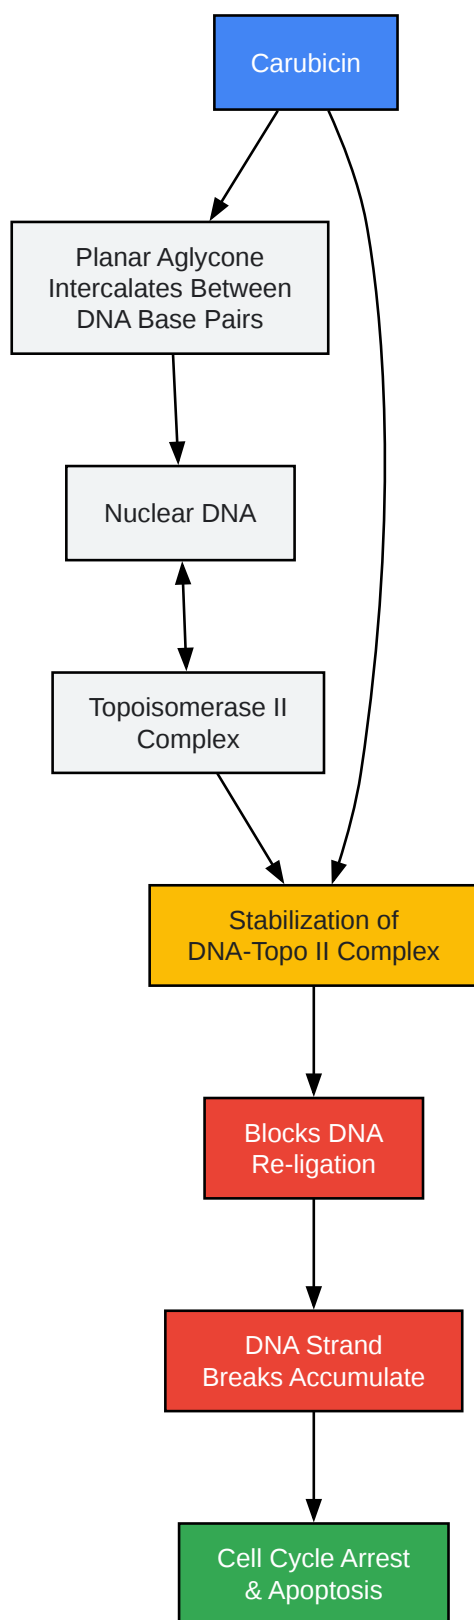 Carubicin
Planar Aglycone
Intercalates Between
DNA Base Pairs
Nuclear DNA
Topoisomerase II
Complex
Stabilization of
DNA-Topo II Complex
Blocks DNA
Re-ligation
DNA Strand
Breaks Accumulate
Cell Cycle Arrest
& Apoptosis